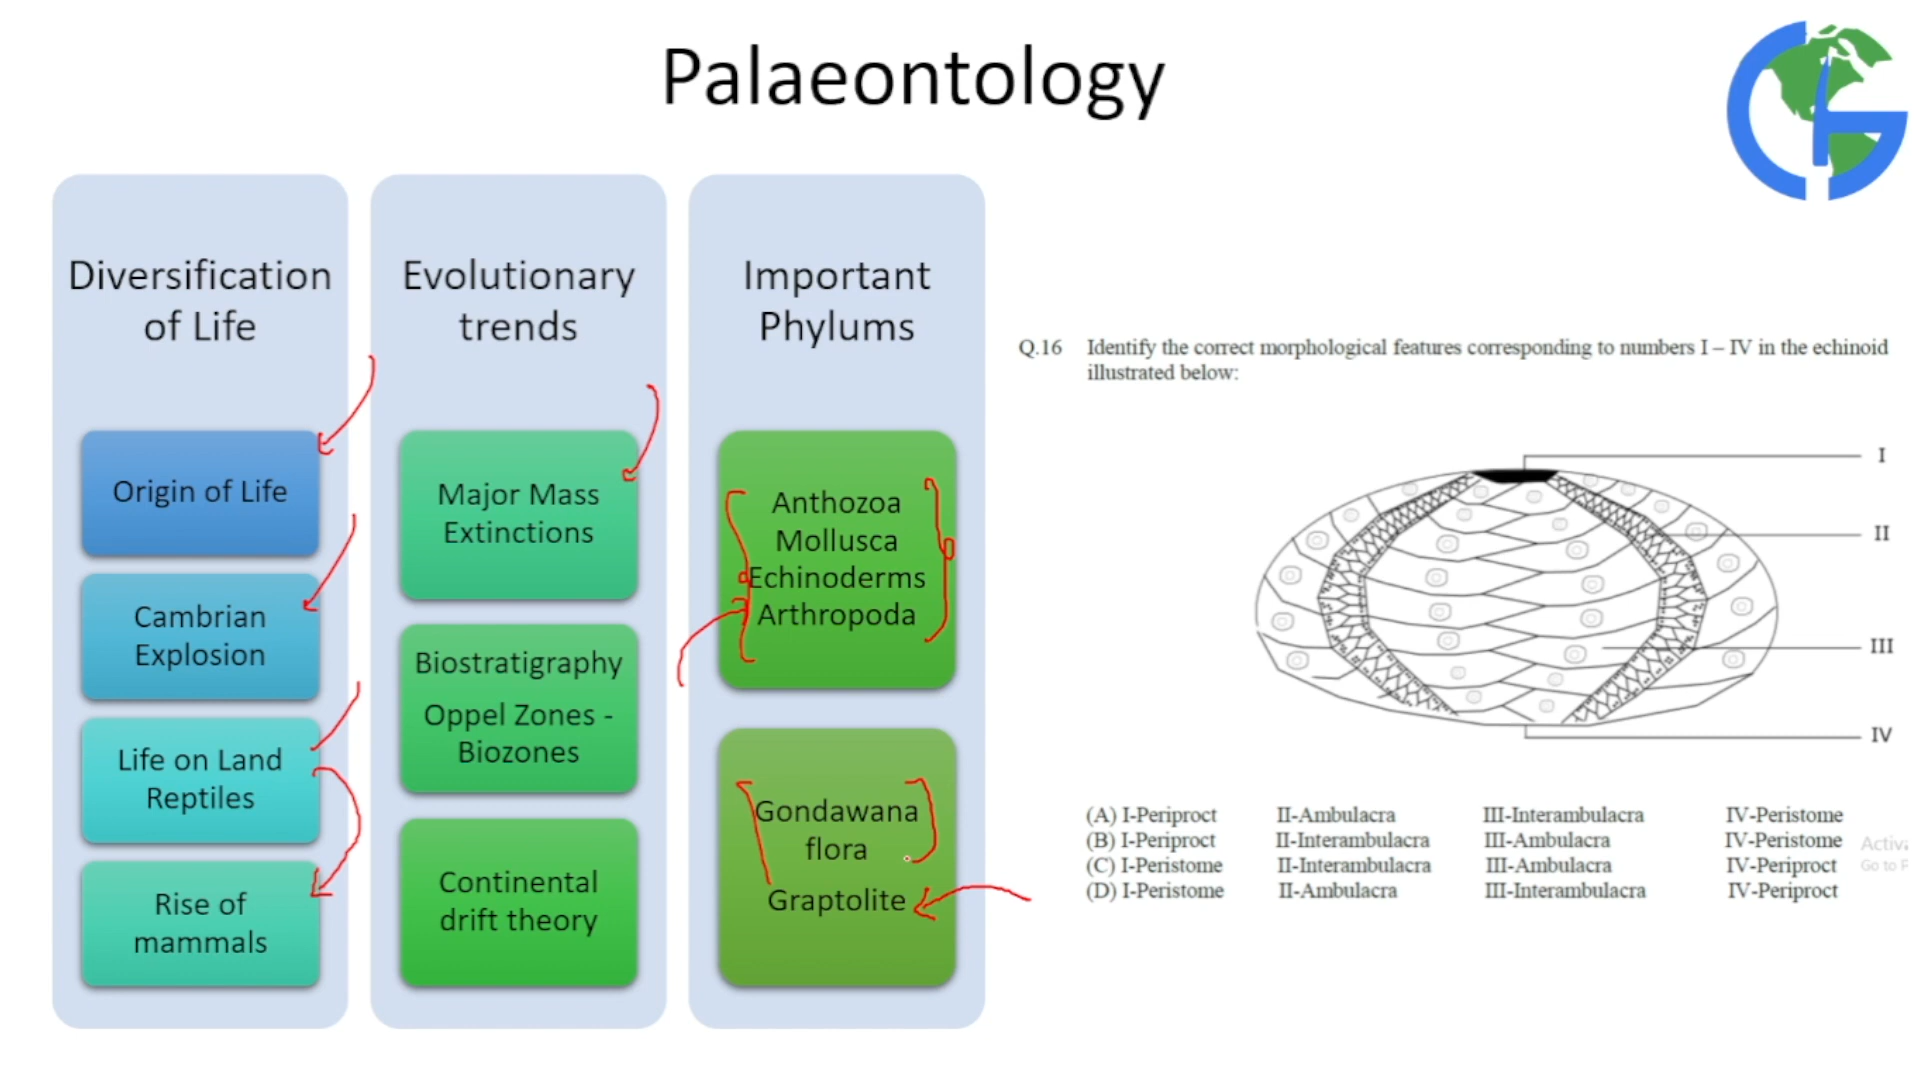 Palaeontology
Diversification
of Life
Origin of Life
Cambrian
Explosion
Life on Land
Reptiles
Rise of
mammals
Evolutionary
trends
Major Mass
Extinctions
Biostratigraphy
Oppel Zones -
Biozones
Continental
drift theory
Important
Phylums
Anthozoa
Mollusca
Echinoderms
Arthropoda
Gondawana
flora
Graptolite
Q.16 Identify the correct morphological features corresponding to numbers I – IV in the echinoid
illustrated below:
I
II
III
IV
(A) I-Periproct II-Ambulacra III-Interambulacra IV-Peristome
(B) I-Periproct II-Interambulacra III-Ambulacra IV-Peristome
(C) I-Peristome II-Interambulacra III-Ambulacra IV-Periproct
(D) I-Peristome II-Ambulacra III-Interambulacra IV-Periproct